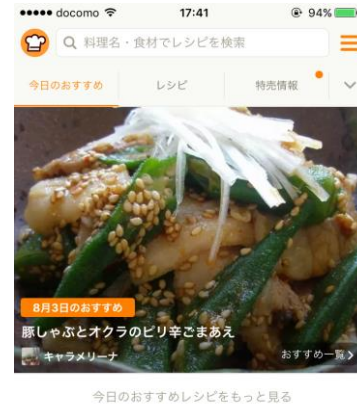 docomo 17:41 94%
料理名・食材でレシピを検索
今日のおすすめ レシピ 特売情報
8月3日のおすすめ
豚しゃぶとオクラのピリ辛ごまあえ
キャラメリーナ おすすめ一覧
今日のおすすめレシピをもっと見る